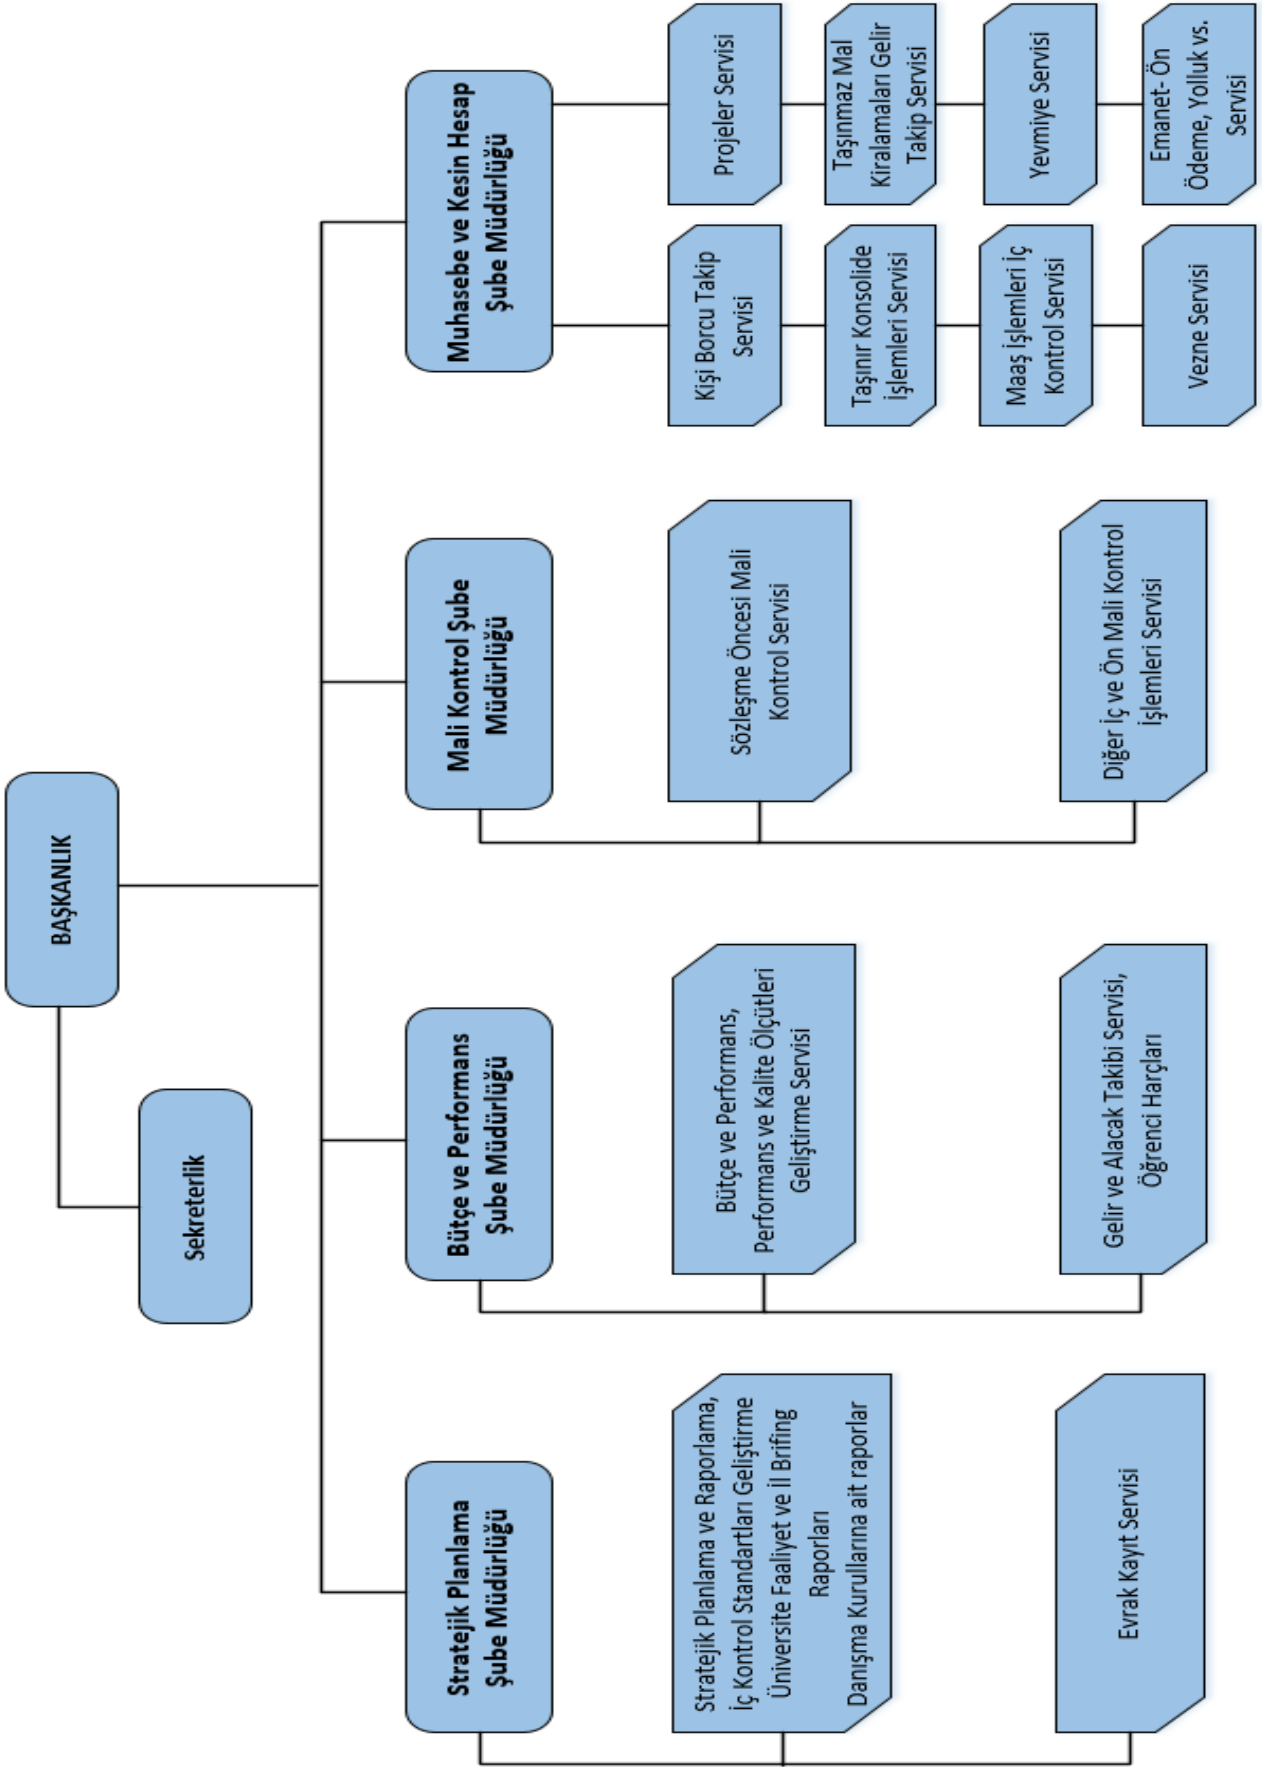 BAŞKANLIK
Sekreterlik
Stratejik Planlama
Şube Müdürlüğü
Bütçe ve Performans
Şube Müdürlüğü
Mali Kontrol Şube
Müdürlüğü
Muhasebe ve Kesin Hesap
Şube Müdürlüğü
Stratejik Planlama ve Raporlama,
İç Kontrol Standartları Geliştirme
Üniversite Faaliyet ve İl Brifing
Raporları
Danışma Kurullarına ait raporlar
Evrak Kayıt Servisi
Bütçe ve Performans,
Performans ve Kalite Ölçütleri
Geliştirme Servisi
Gelir ve Alacak Takibi Servisi,
Öğrenci Harçları
Sözleşme Öncesi Mali
Kontrol Servisi
Diğer İç ve Ön Mali Kontrol
İşlemleri Servisi
Kişi Borcu Takip
Servisi
Taşınır Konsolide
İşlemleri Servisi
Maaş İşlemleri İç
Kontrol Servisi
Vezne Servisi
Projeler Servisi
Taşınmaz Mal
Kiralamaları Gelir
Takip Servisi
Yevmiye Servisi
Emanet- Ön
Ödeme, Yolluk vs.
Servisi